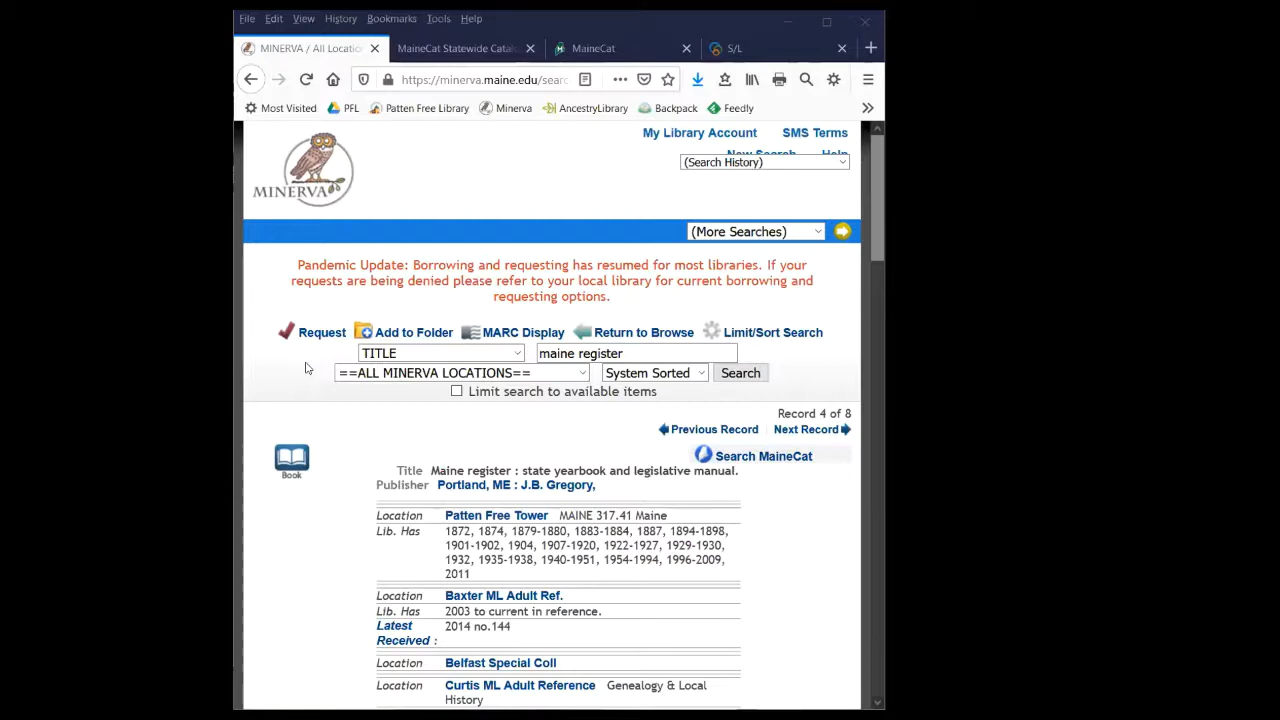 File Edit View History Bookmarks Tools Help
MINERVA / All Locatio MaineCat Statewide Catal MaineCat S/L
https://minerva.maine.edu/searc
Most Visited PFL Patten Free Library Minerva AncestryLibrary Backpack Feedly
My Library Account SMS Terms
New Search Help
(Search History)
MINERVA
(More Searches)
Pandemic Update: Borrowing and requesting has resumed for most libraries. If your
requests are being denied please refer to your local library for current borrowing and
requesting options.
Request Add to Folder MARC Display Return to Browse Limit/Sort Search
TITLE maine register
==ALL MINERVA LOCATIONS== System Sorted Search
Limit search to available items
Record 4 of 8
Previous Record Next Record
Search MaineCat
Book
Title Maine register : state yearbook and legislative manual.
Publisher Portland, ME : J.B. Gregory,
Location Patten Free Tower MAINE 317.41 Maine
Lib. Has 1872, 1874, 1879-1880, 1883-1884, 1887, 1894-1898,
1901-1902, 1904, 1907-1920, 1922-1927, 1929-1930,
1932, 1935-1938, 1940-1951, 1954-1994, 1996-2009,
2011
Location Baxter ML Adult Ref.
Lib. Has 2003 to current in reference.
Latest 2014 no.144
Received :
Location Belfast Special Coll
Location Curtis ML Adult Reference Genealogy & Local
History